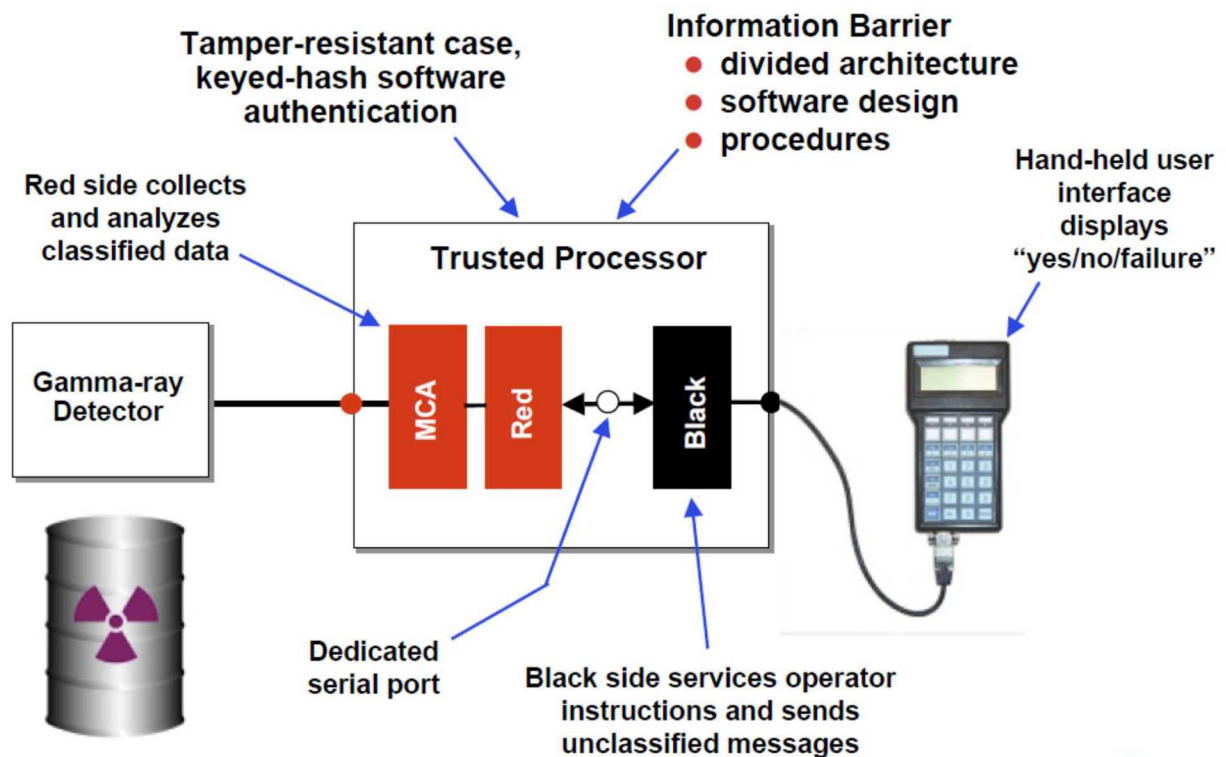 Tamper-resistant case,
keyed-hash software
authentication
Information Barrier
● divided architecture
● software design
● procedures
Hand-held user
interface
displays
“yes/no/failure”
Red side collects
and analyzes
classified data
Trusted Processor
Gamma-ray
Detector
MCA
Red
Black
Dedicated
serial port
Black side services operator
instructions and sends
unclassified messages